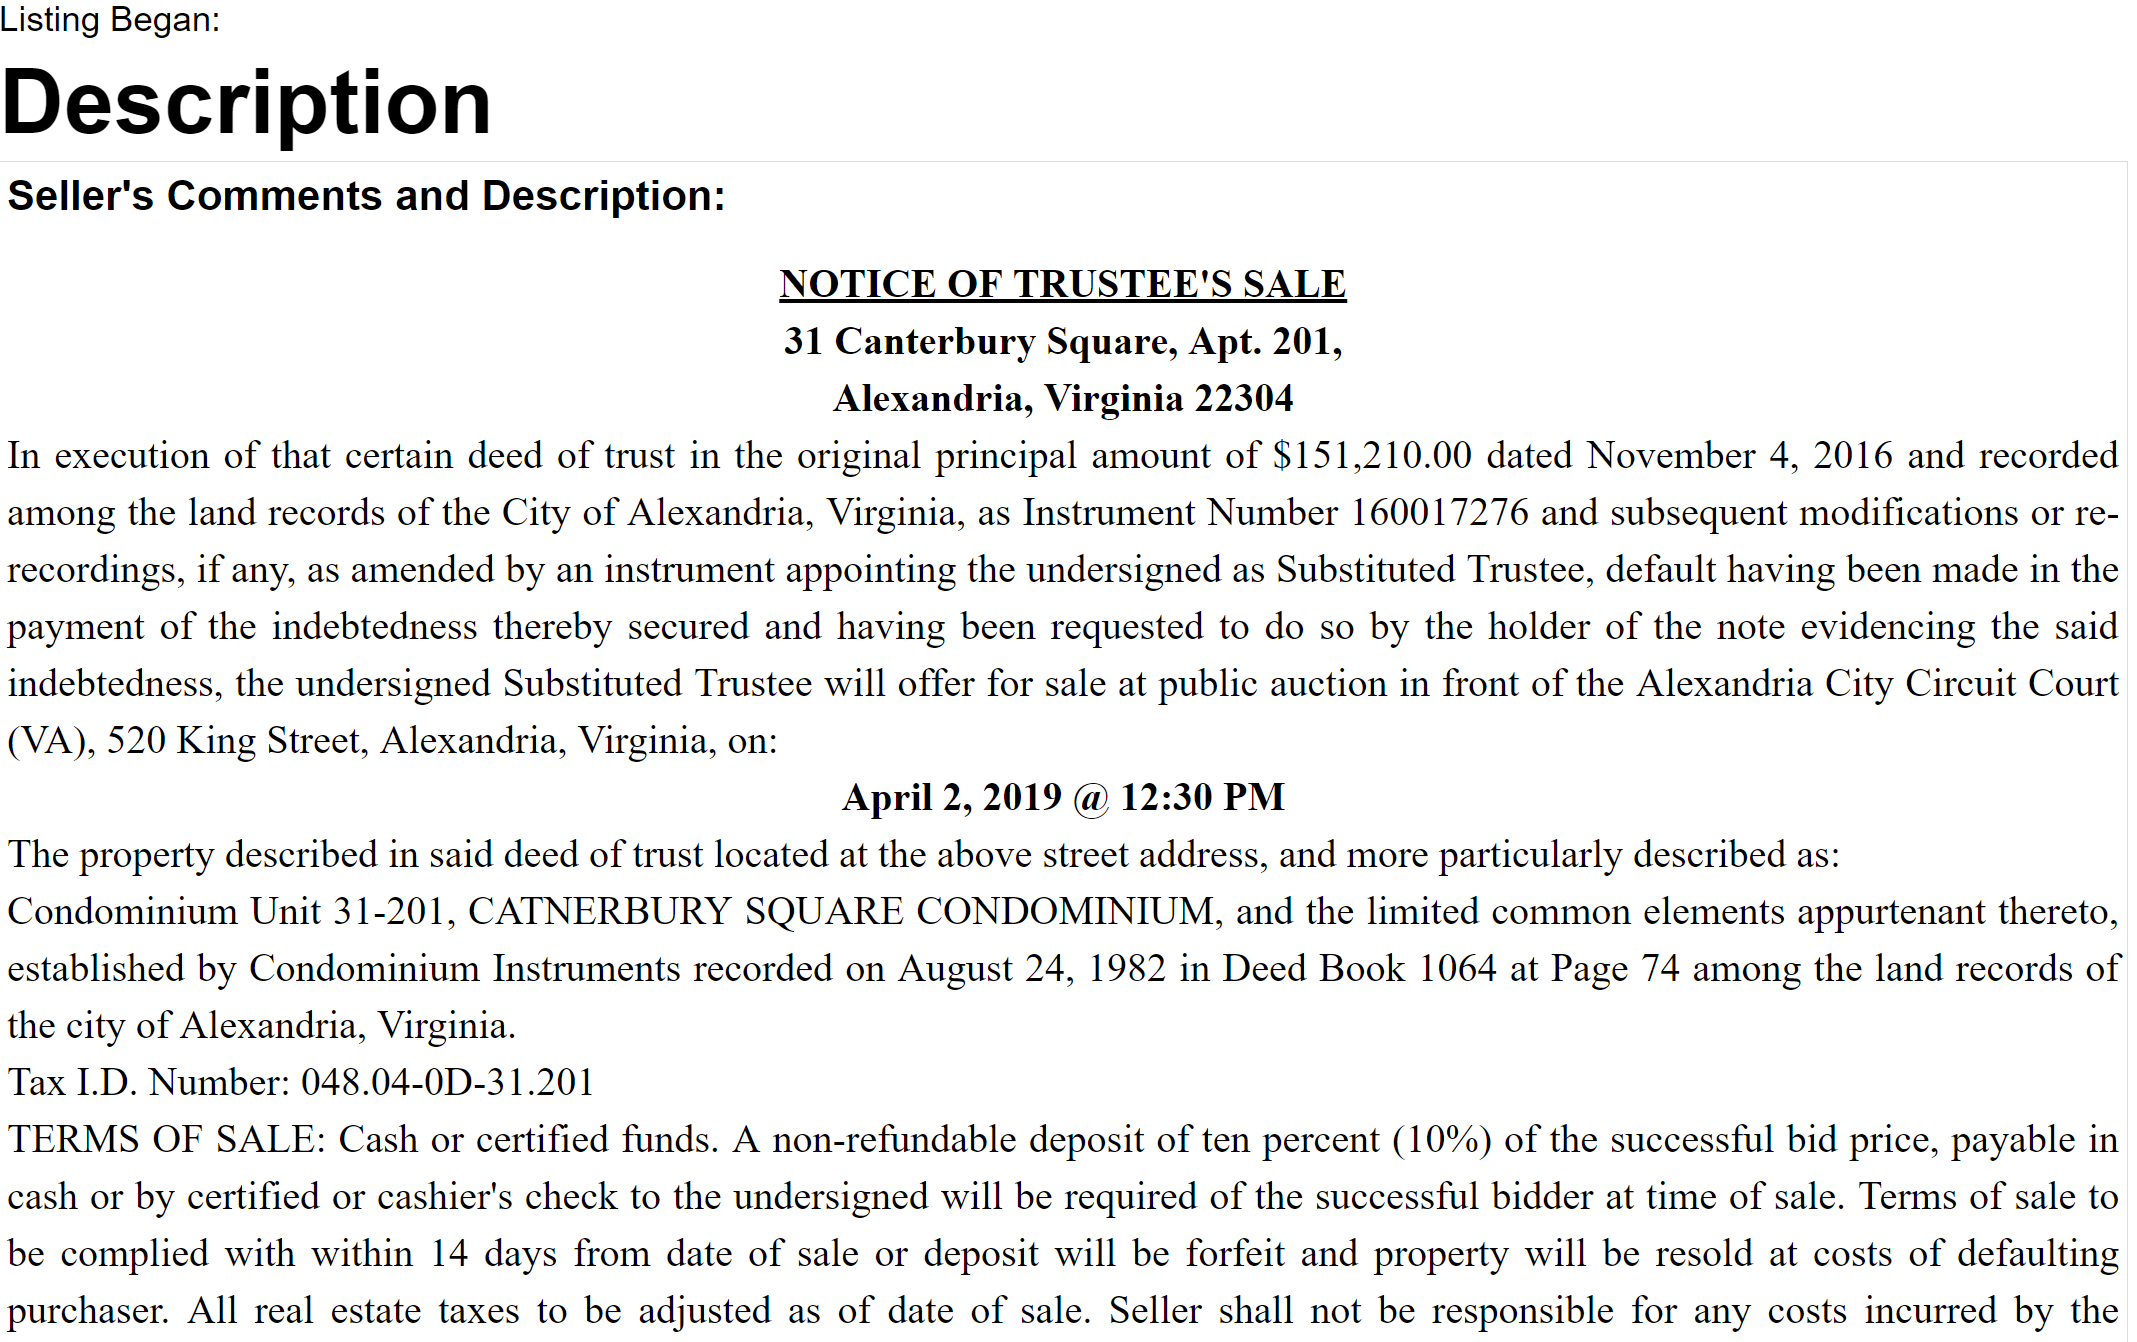 Listing Began:
Description
Seller's Comments and Description:
NOTICE OF TRUSTEE'S SALE
31 Canterbury Square, Apt. 201,
Alexandria, Virginia 22304
In execution of that certain deed of trust in the original principal amount of $151,210.00 dated November 4, 2016 and recorded
among the land records of the City of Alexandria, Virginia, as Instrument Number 160017276 and subsequent modifications or re-
recordings, if any, as amended by an instrument appointing the undersigned as Substituted Trustee, default having been made in the
payment of the indebtedness thereby secured and having been requested to do so by the holder of the note evidencing the said
indebtedness, the undersigned Substituted Trustee will offer for sale at public auction in front of the Alexandria City Circuit Court
(VA), 520 King Street, Alexandria, Virginia, on:
April 2, 2019 @ 12:30 PM
The property described in said deed of trust located at the above street address, and more particularly described as:
Condominium Unit 31-201, CATNERBURY SQUARE CONDOMINIUM, and the limited common elements appurtenant thereto,
established by Condominium Instruments recorded on August 24, 1982 in Deed Book 1064 at Page 74 among the land records of
the city of Alexandria, Virginia.
Tax I.D. Number: 048.04-0D-31.201
TERMS OF SALE: Cash or certified funds. A non-refundable deposit of ten percent (10%) of the successful bid price, payable in
cash or by certified or cashier's check to the undersigned will be required of the successful bidder at time of sale. Terms of sale to
be complied with within 14 days from date of sale or deposit will be forfeit and property will be resold at costs of defaulting
purchaser. All real estate taxes to be adjusted as of date of sale. Seller shall not be responsible for any costs incurred by the